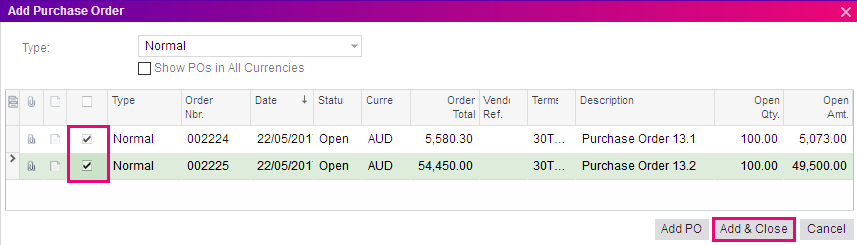 Add Purchase Order
Type: Normal
Show POs in All Currencies
Type Order Nbr. Date Statu Curre Order Total Vend Ref. Terms Description Open Qty. Open Amt.
Normal 002224 22/05/201 Open AUD 5,580.30 30T... Purchase Order 13.1 100.00 5,073.00
Normal 002225 22/05/201 Open AUD 54,450.00 30T... Purchase Order 13.2 100.00 49,500.00
Add PO Add & Close Cancel